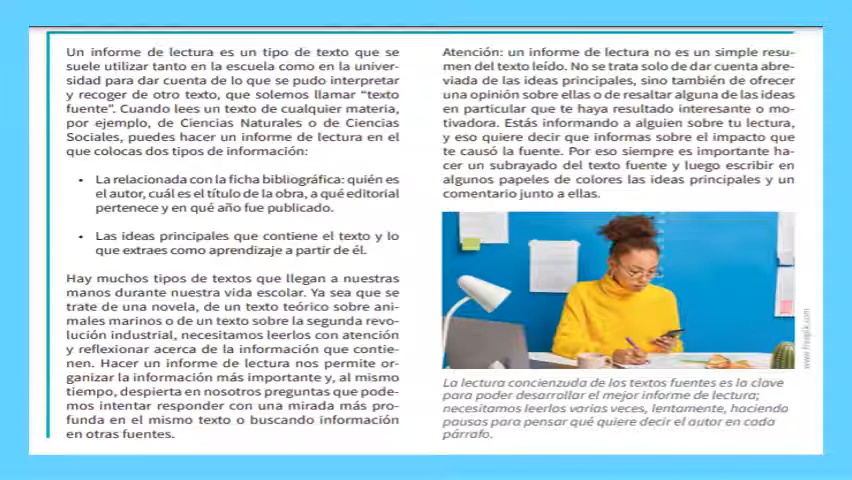 Un informe de lectura es un tipo de texto que se
suele utilizar tanto en la escuela como en la univer-
sidad para dar cuenta de lo que se pudo interpretar
y recoger de otro texto, que solemos llamar “texto
fuente”. Cuando lees un texto de cualquier materia,
por ejemplo, de Ciencias Naturales o de Ciencias
Sociales, puedes hacer un informe de lectura en el
que colocas dos tipos de información:
• La relacionada con la ficha bibliográfica: quién es
el autor, cuál es el título de la obra, a qué editorial
pertenece y en qué año fue publicado.
• Las ideas principales que contiene el texto y lo
que extraes como aprendizaje a partir de él.
Hay muchos tipos de textos que llegan a nuestras
manos durante nuestra vida escolar. Ya sea que se
trate de una novela, de un texto teórico sobre ani-
males marinos o de un texto sobre la segunda revo-
lución industrial, necesitamos leerlos con atención
y reflexionar acerca de la información que contie-
nen. Hacer un informe de lectura nos permite or-
ganizar la información más importante y, al mismo
tiempo, despierta en nosotros preguntas que pode-
mos intentar responder con una mirada más pro-
funda en el mismo texto o buscando información
en otras fuentes.
Atención: un informe de lectura no es un simple resu-
men del texto leído. No se trata solo de dar cuenta abre-
viada de las ideas principales, sino también de ofrecer
una opinión sobre ellas o de resaltar alguna de las ideas
en particular que te haya resultado interesante o mo-
tivadora. Estás informando a alguien sobre tu lectura,
y eso quiere decir que informas sobre el impacto que
te causó la fuente. Por eso siempre es importante ha-
cer un subrayado del texto fuente y luego escribir en
algunos papeles de colores las ideas principales y un
comentario junto a ellas.
www.freepik.com
La lectura concienzuda de los textos fuentes es la clave
para poder desarrollar el mejor informe de lectura;
necesitamos leerlos varias veces, lentamente, haciendo
pausas para pensar qué quiere decir el autor en cada
párrafo.